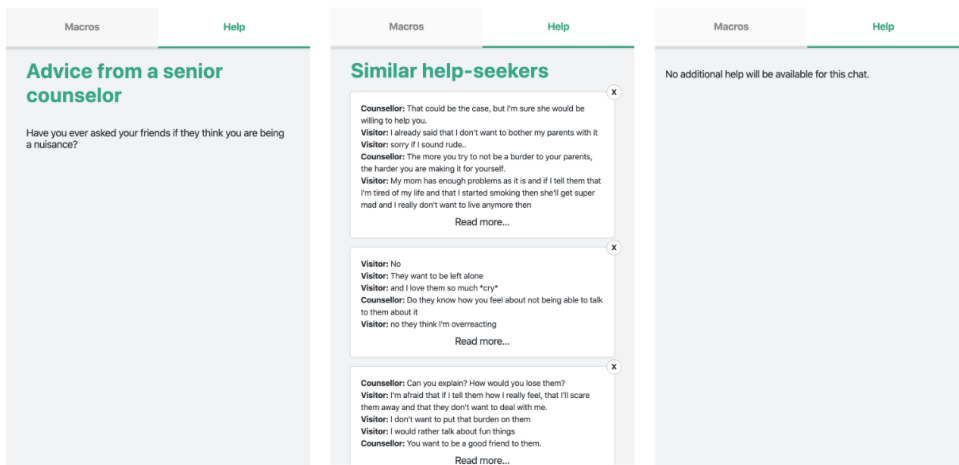 Macros
Help
Advice from a senior
counselor
Have you ever asked your friends if they think you are being
a nuisance?
Macros
Help
Similar help-seekers
X
Counsellor: That could be the case, but I'm sure she would be
willing to help you.
Visitor: I already said that I don't want to bother my parents with it
Visitor: sorry if I sound rude..
Counsellor: The more you try to not be a burder to your parents,
the harder you are making it for yourself.
Visitor: My mom has enough problems as it is and if I tell them that
I'm tired of my life and that i started smoking then she'll get super
mad and I really don't want to live anymore then
Read more...
X
Visitor: No
Visitor: They want to be left alone
Visitor: and I love them so much *cry*
Counsellor: Do they know how you feel about not being able to talk
to them about it
Visitor: no they think I'm overreacting
Read more...
X
Counsellor: Can you explain? How would you lose them?
Visitor: I'm afraid that if I tell them how I really feel, that I'll scare
them away and that they don't want to deal with me.
Visitor: I don't want to put that burden on them
Visitor: I would rather talk about fun things
Counsellor: You want to be a good friend to them.
Read more...
Macros
Help
No additional help will be available for this chat.